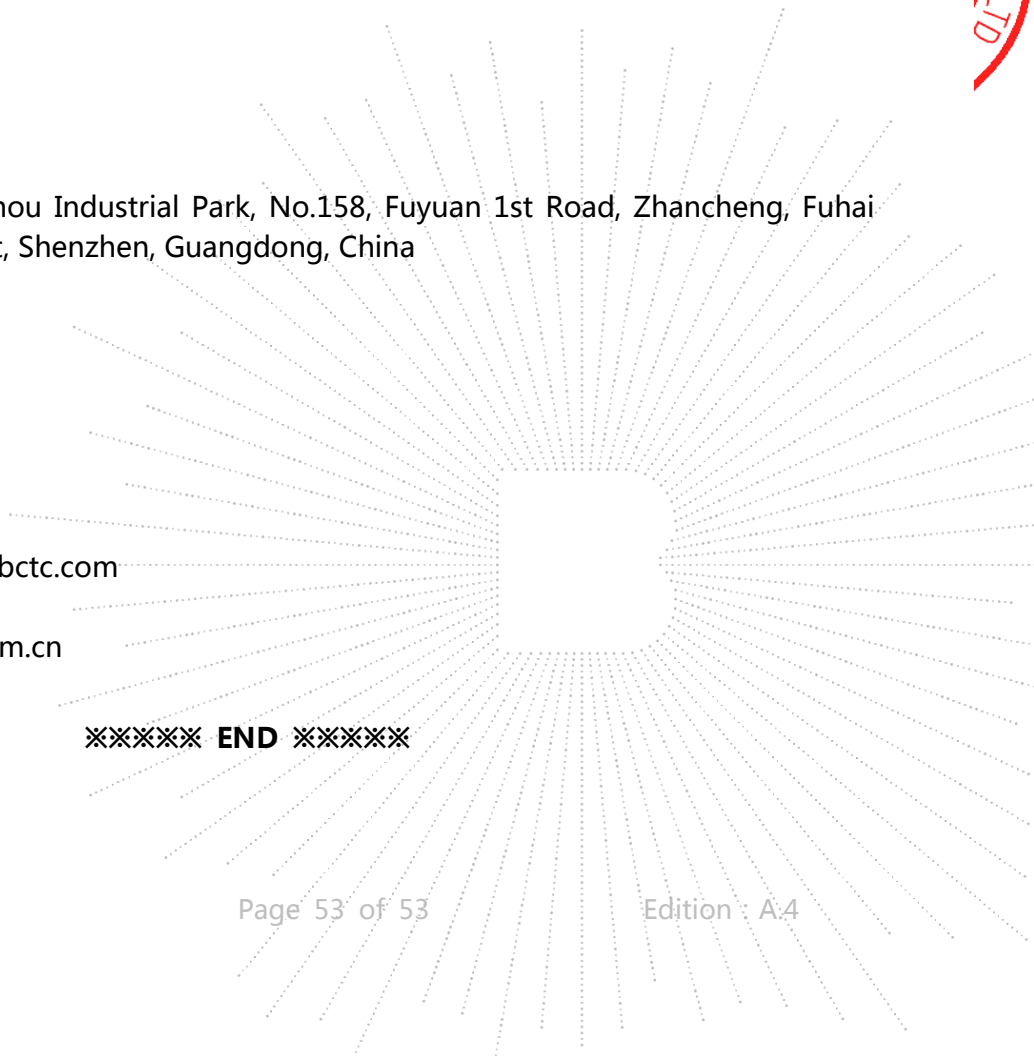 TD
hou Industrial Park, No.158, Fuyuan 1st Road, Zhancheng, Fuhai
t, Shenzhen, Guangdong, China
bctc.com
m.cn
※※※※※ END ※※※※※
Page 53 of 53 Edition : A.4